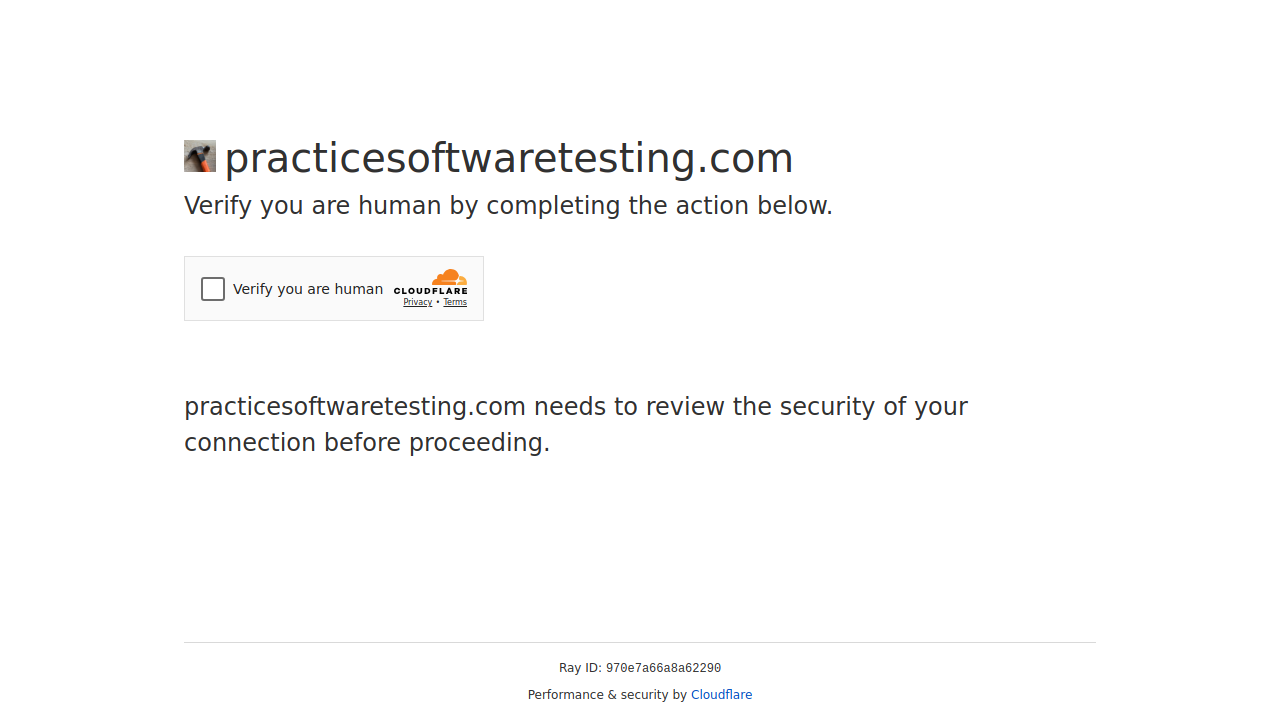 practicesoftwaretesting.com
Verify you are human by completing the action below.
Verify you are human
CLOUDFLARE
Privacy • Terms
practicesoftwaretesting.com needs to review the security of your
connection before proceeding.
Ray ID: 970e7a66a8a62290
Performance & security by Cloudflare